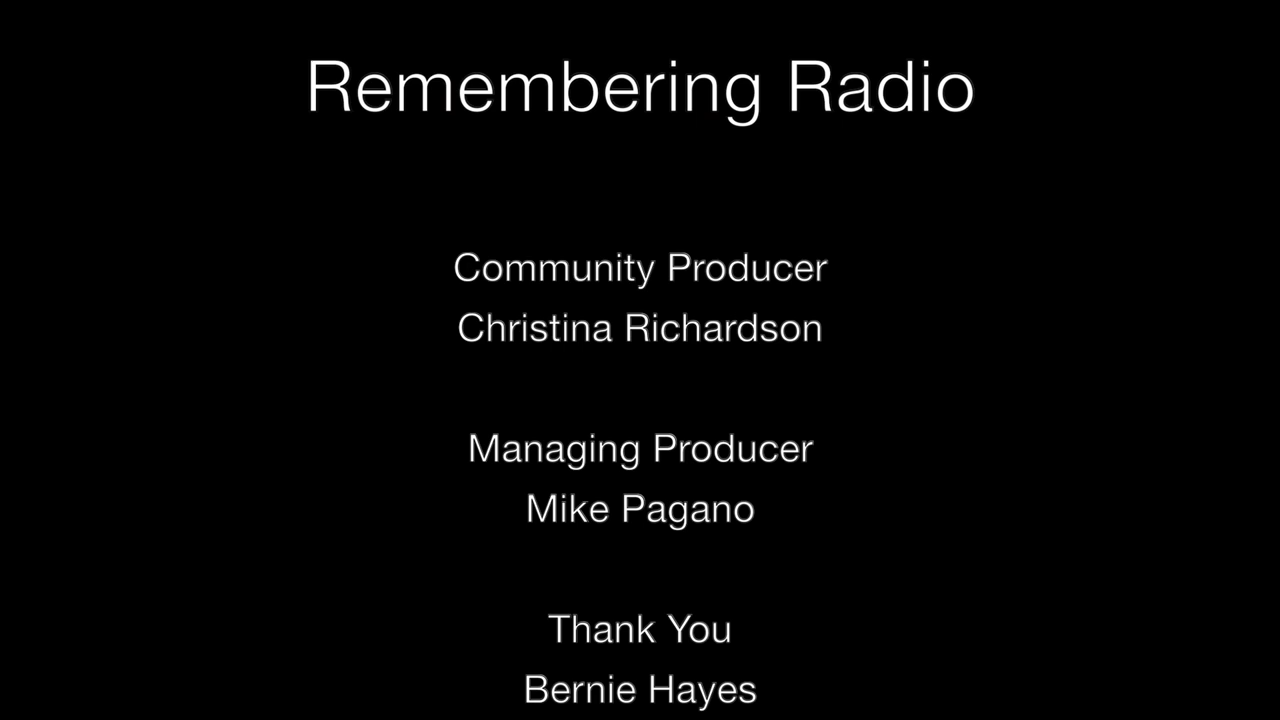 Remembering Radio
Community Producer
Christina Richardson
Managing Producer
Mike Pagano
Thank You
Bernie Hayes